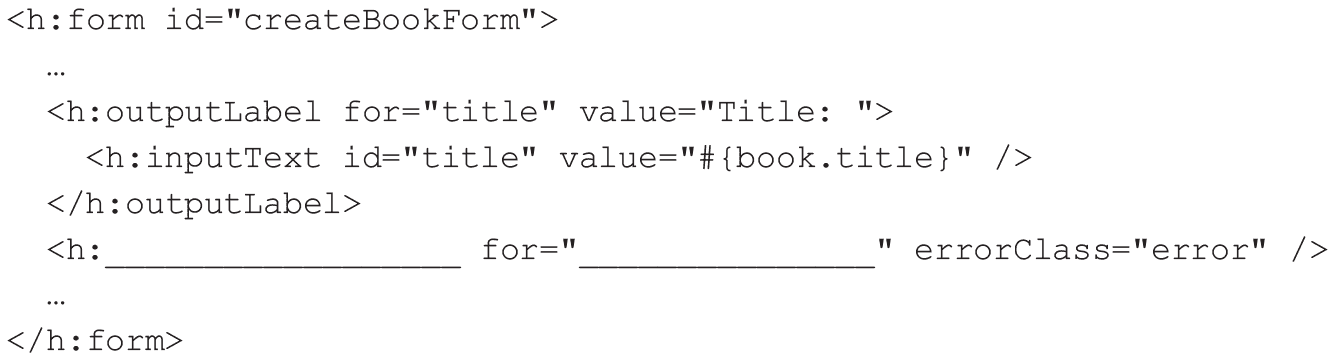 <h:form id="createBookForm">
…
<h:outputLabel for="title" value="Title: ">
<h:inputText id="title" value="#{book.title}" />
</h:outputLabel>
<h:__________________ for="_______________" errorClass="error" />
…
</h:form>